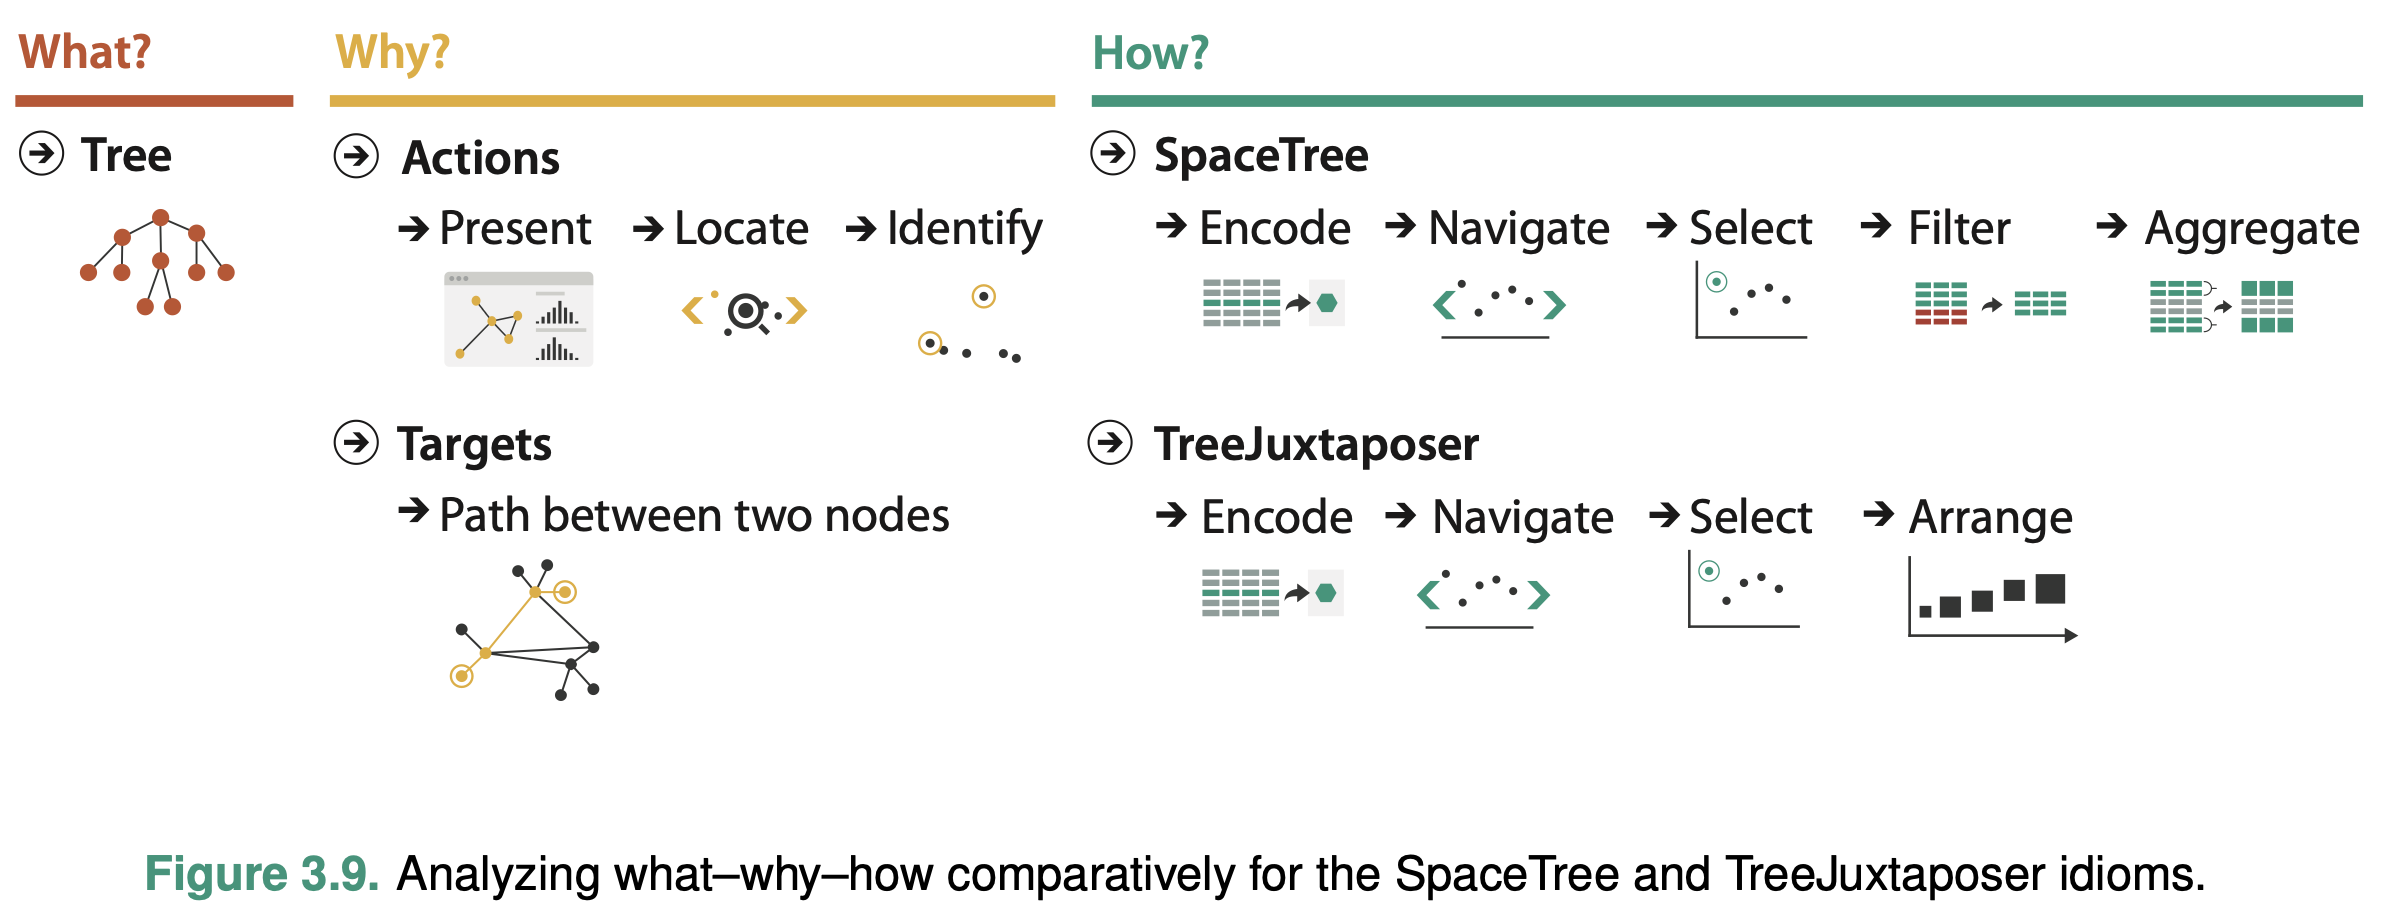 What?
Why?
How?
Tree
Actions
SpaceTree
Present
Locate
Identify
Encode
Navigate
Select
Filter
Aggregate
Targets
TreeJuxtaposer
Path between two nodes
Encode
Navigate
Select
Arrange
Figure 3.9. Analyzing what–why–how comparatively for the SpaceTree and TreeJuxtaposer idioms.